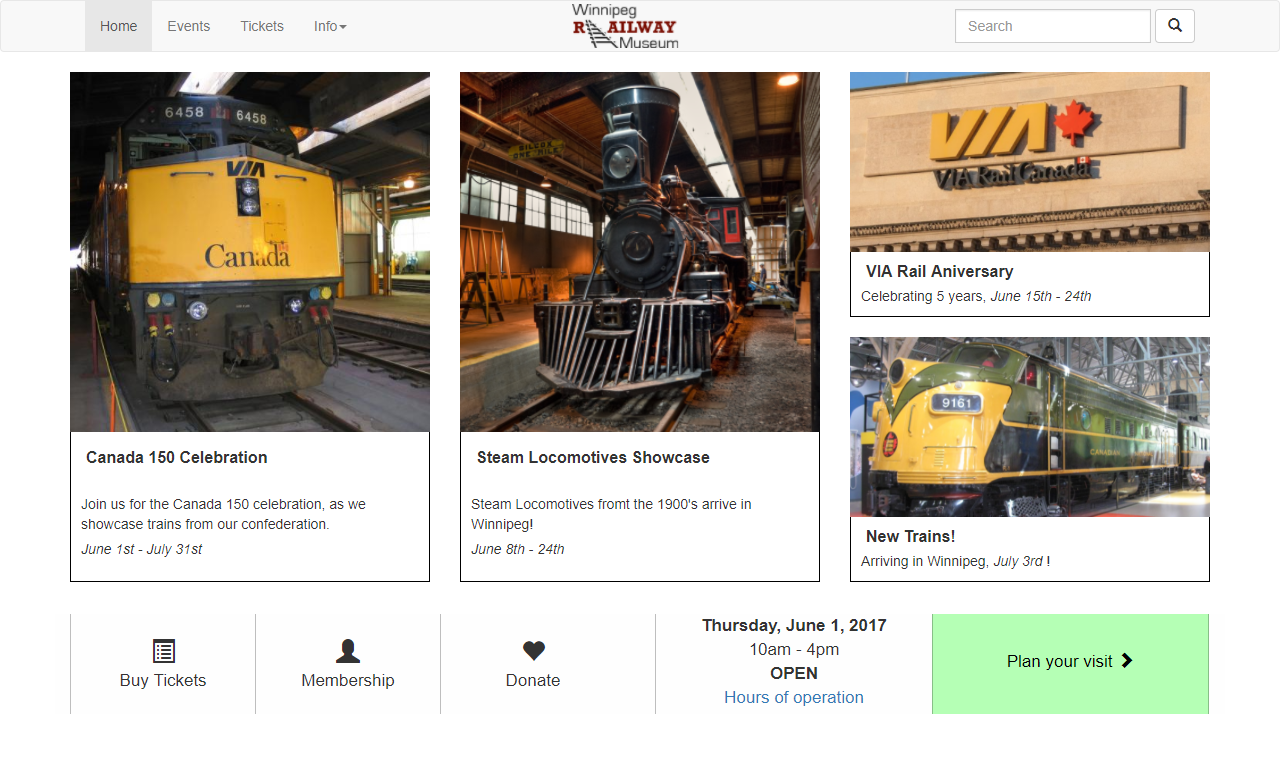 Home Events Tickets Info
Winnipeg
RAILWAY
Museum
Search
6458 6458
VIA
Canada
Canada 150 Celebration
Join us for the Canada 150 celebration, as we
showcase trains from our confederation.
June 1st - July 31st
Steam Locomotives Showcase
Steam Locomotives fromt the 1900's arrive in
Winnipeg!
June 8th - 24th
VIA
VIA Rail Canada
VIA Rail Aniversary
Celebrating 5 years, June 15th - 24th
9161
New Trains!
Arriving in Winnipeg, July 3rd !
Buy Tickets
Membership
Donate
Thursday, June 1, 2017
10am - 4pm
OPEN
Hours of operation
Plan your visit